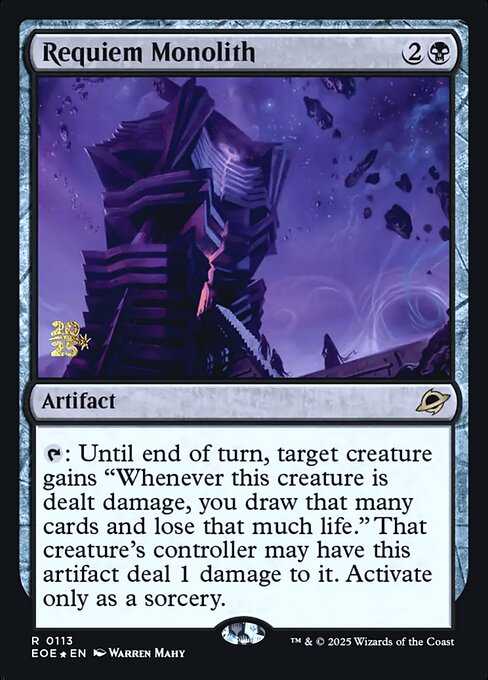 Requiem Monolith 2
2025
Artifact
: Until end of turn, target creature
gains “Whenever this creature is
dealt damage, you draw that many
cards and lose that much life.” That
creature’s controller may have this
artifact deal 1 damage to it. Activate
only as a sorcery.
R 0113
EOE★EN Warren Mahy
™ & © 2025 Wizards of the Coast